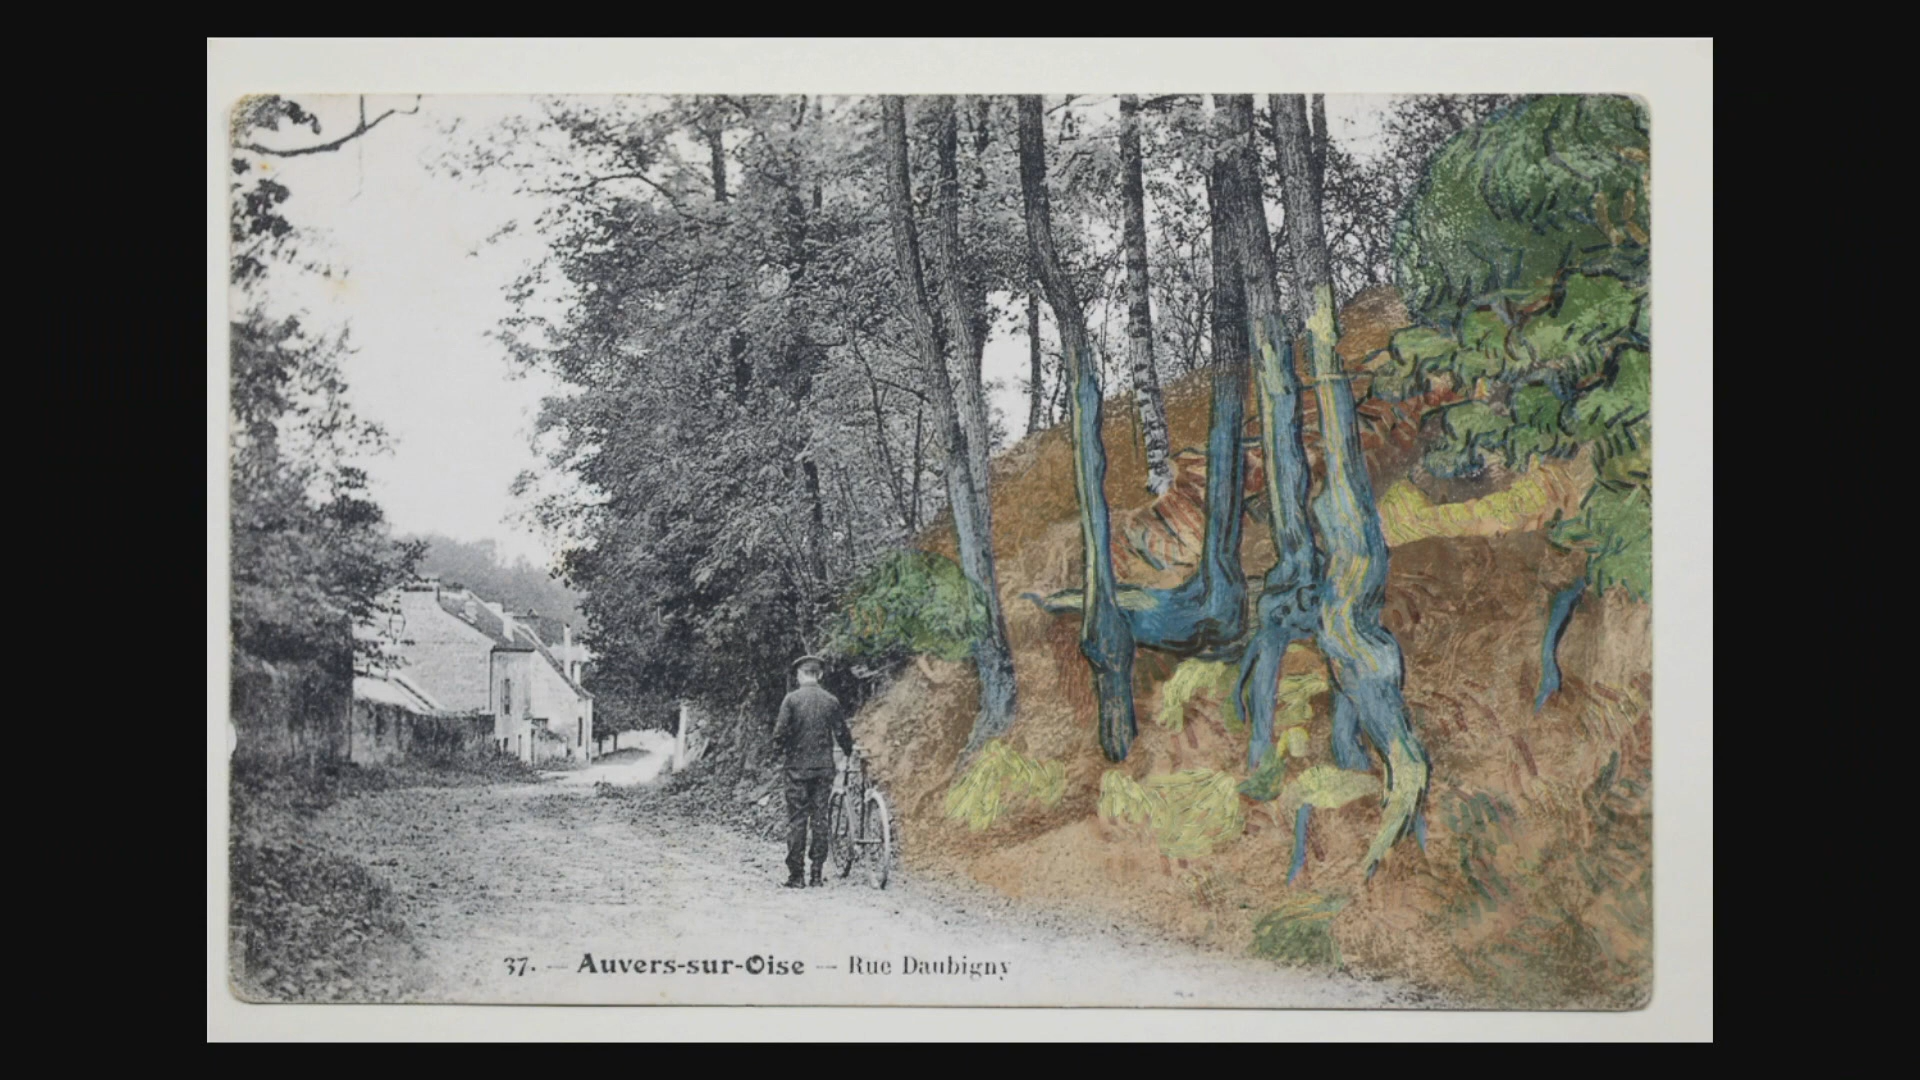 37. — Auvers-sur-Oise — Rue Daubigny